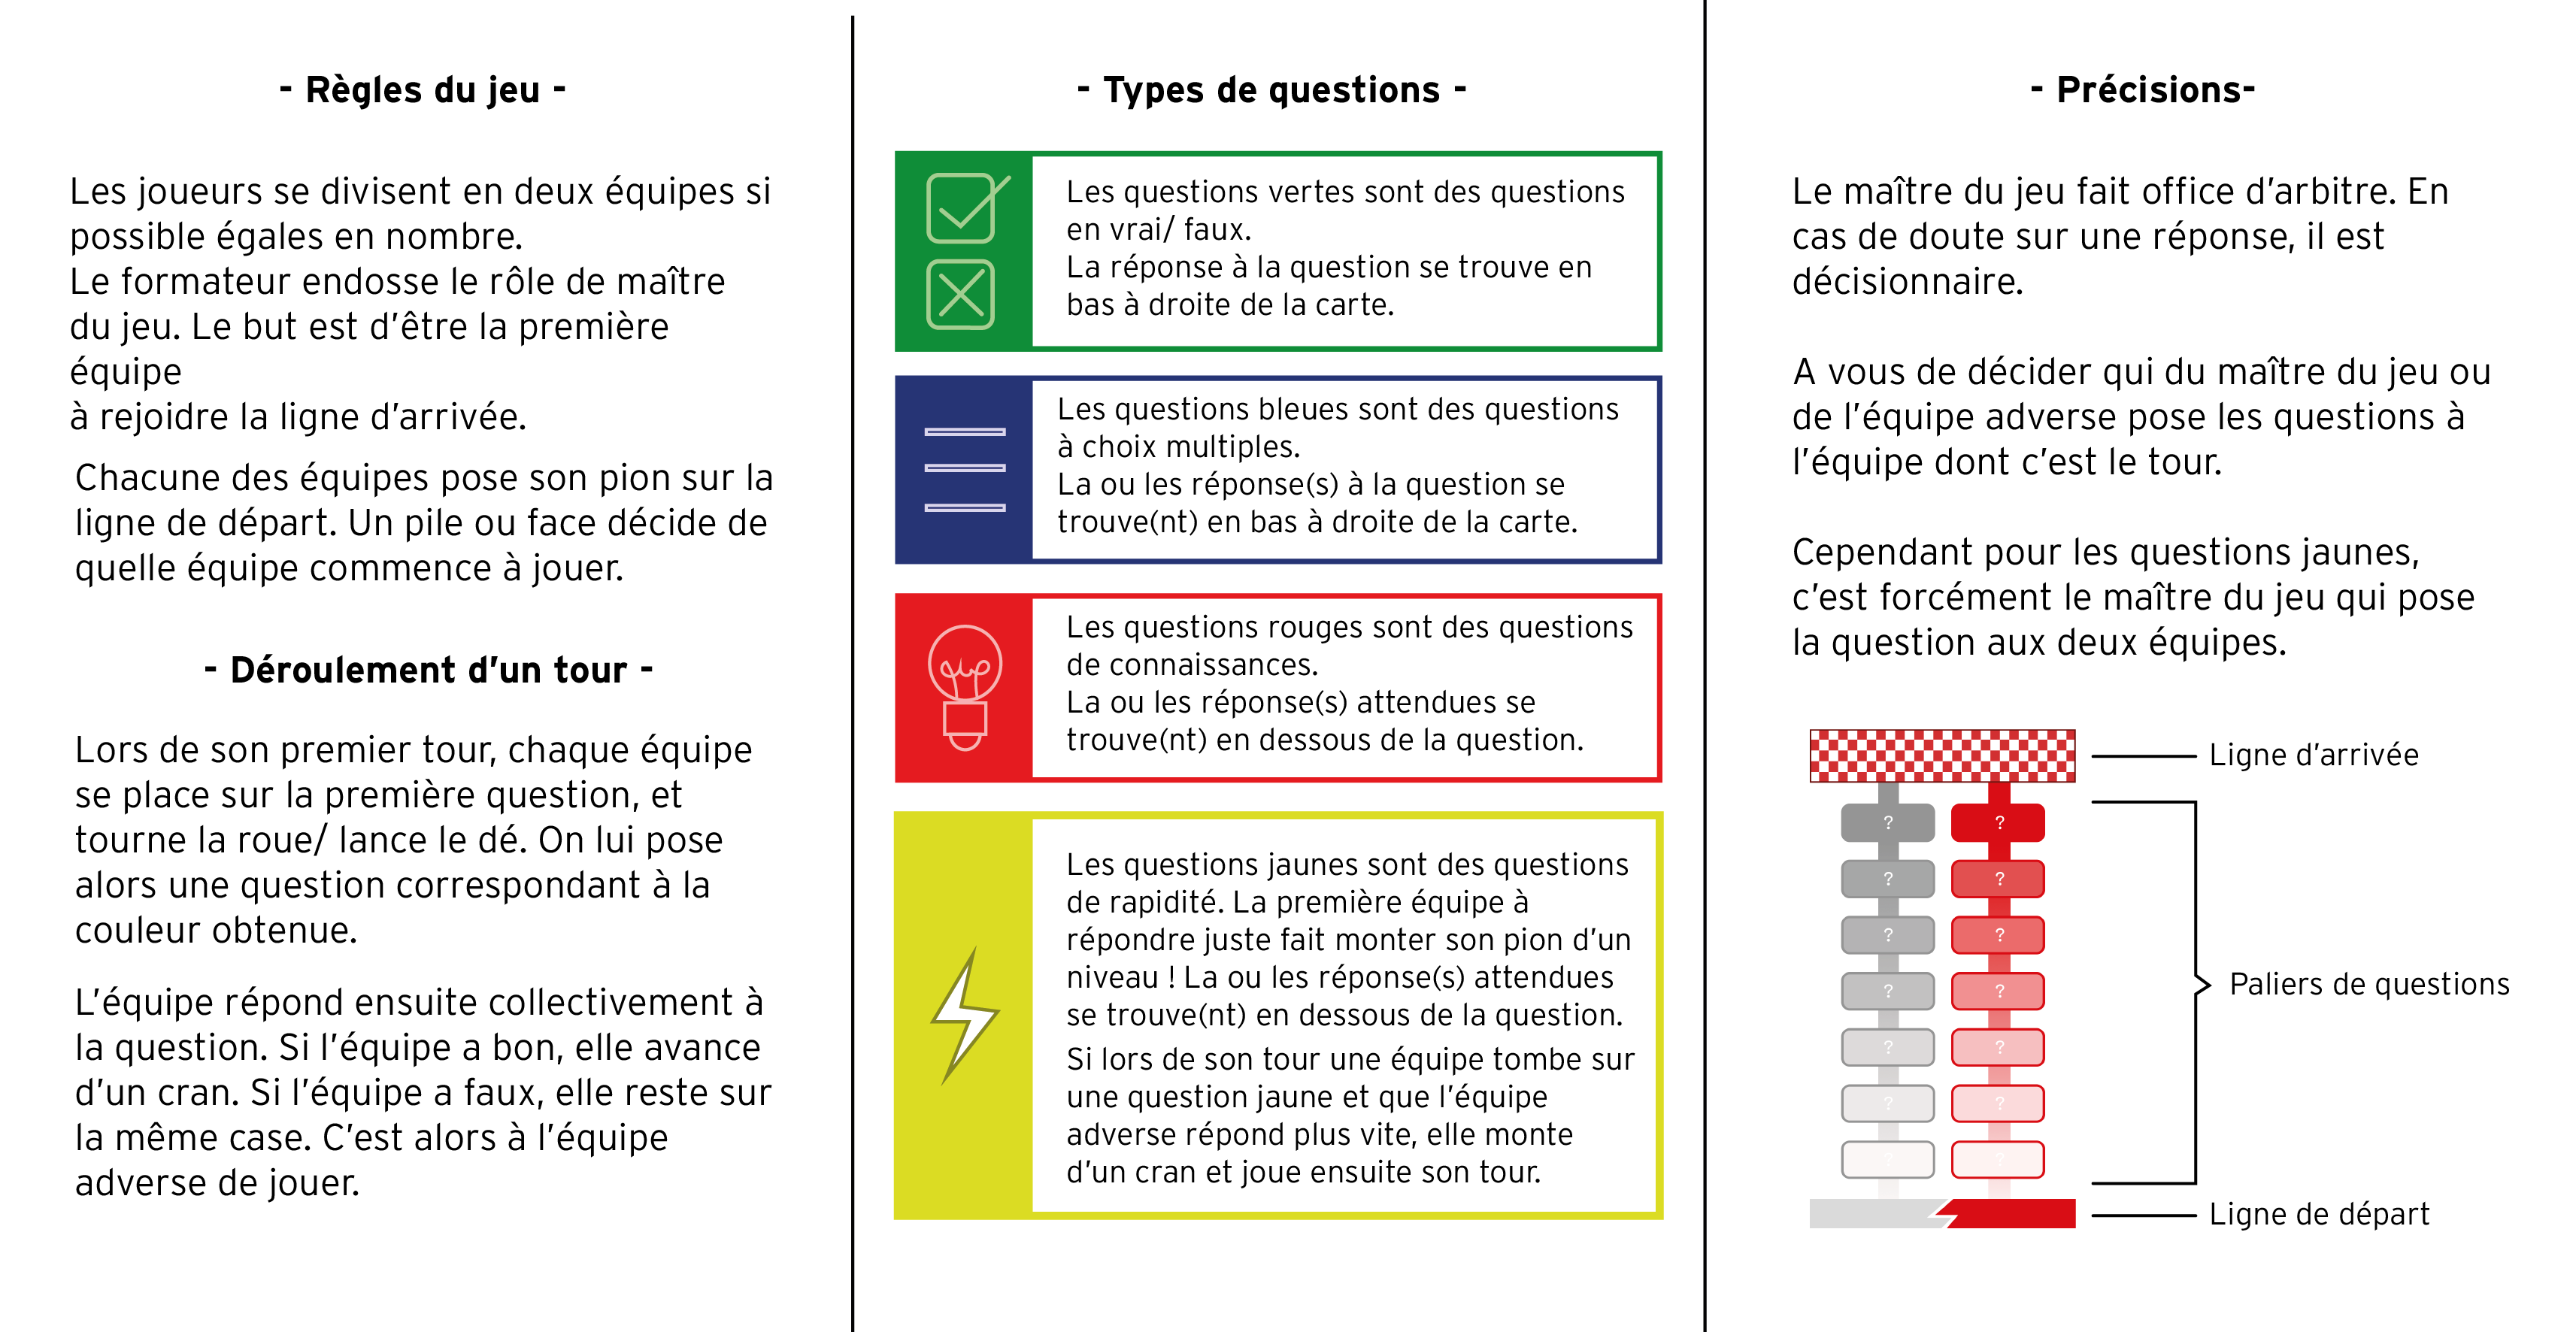 - Règles du jeu -
Les joueurs se divisent en deux équipes si
possible égales en nombre.
Le formateur endosse le rôle de maître
du jeu. Le but est d’être la première
équipe
à rejoidre la ligne d’arrivée.
Chacune des équipes pose son pion sur la
ligne de départ. Un pile ou face décide de
quelle équipe commence à jouer.
- Déroulement d’un tour -
Lors de son premier tour, chaque équipe
se place sur la première question, et
tourne la roue/ lance le dé. On lui pose
alors une question correspondant à la
couleur obtenue.
L’équipe répond ensuite collectivement à
la question. Si l’équipe a bon, elle avance
d’un cran. Si l’équipe a faux, elle reste sur
la même case. C’est alors à l’équipe
adverse de jouer.
- Types de questions -
Les questions vertes sont des questions
en vrai/ faux.
La réponse à la question se trouve en
bas à droite de la carte.
Les questions bleues sont des questions
à choix multiples.
La ou les réponse(s) à la question se
trouve(nt) en bas à droite de la carte.
Les questions rouges sont des questions
de connaissances.
La ou les réponse(s) attendues se
trouve(nt) en dessous de la question.
Les questions jaunes sont des questions
de rapidité. La première équipe à
répondre juste fait monter son pion d’un
niveau ! La ou les réponse(s) attendues
se trouve(nt) en dessous de la question.
Si lors de son tour une équipe tombe sur
une question jaune et que l’équipe
adverse répond plus vite, elle monte
d’un cran et joue ensuite son tour.
- Précisions-
Le maître du jeu fait office d’arbitre. En
cas de doute sur une réponse, il est
décisionnaire.
A vous de décider qui du maître du jeu ou
de l’équipe adverse pose les questions à
l’équipe dont c’est le tour.
Cependant pour les questions jaunes,
c’est forcément le maître du jeu qui pose
la question aux deux équipes.
Ligne d’arrivée
? ?
? ?
? ?
? ?
? ?
? ?
? ?
Paliers de questions
Ligne de départ